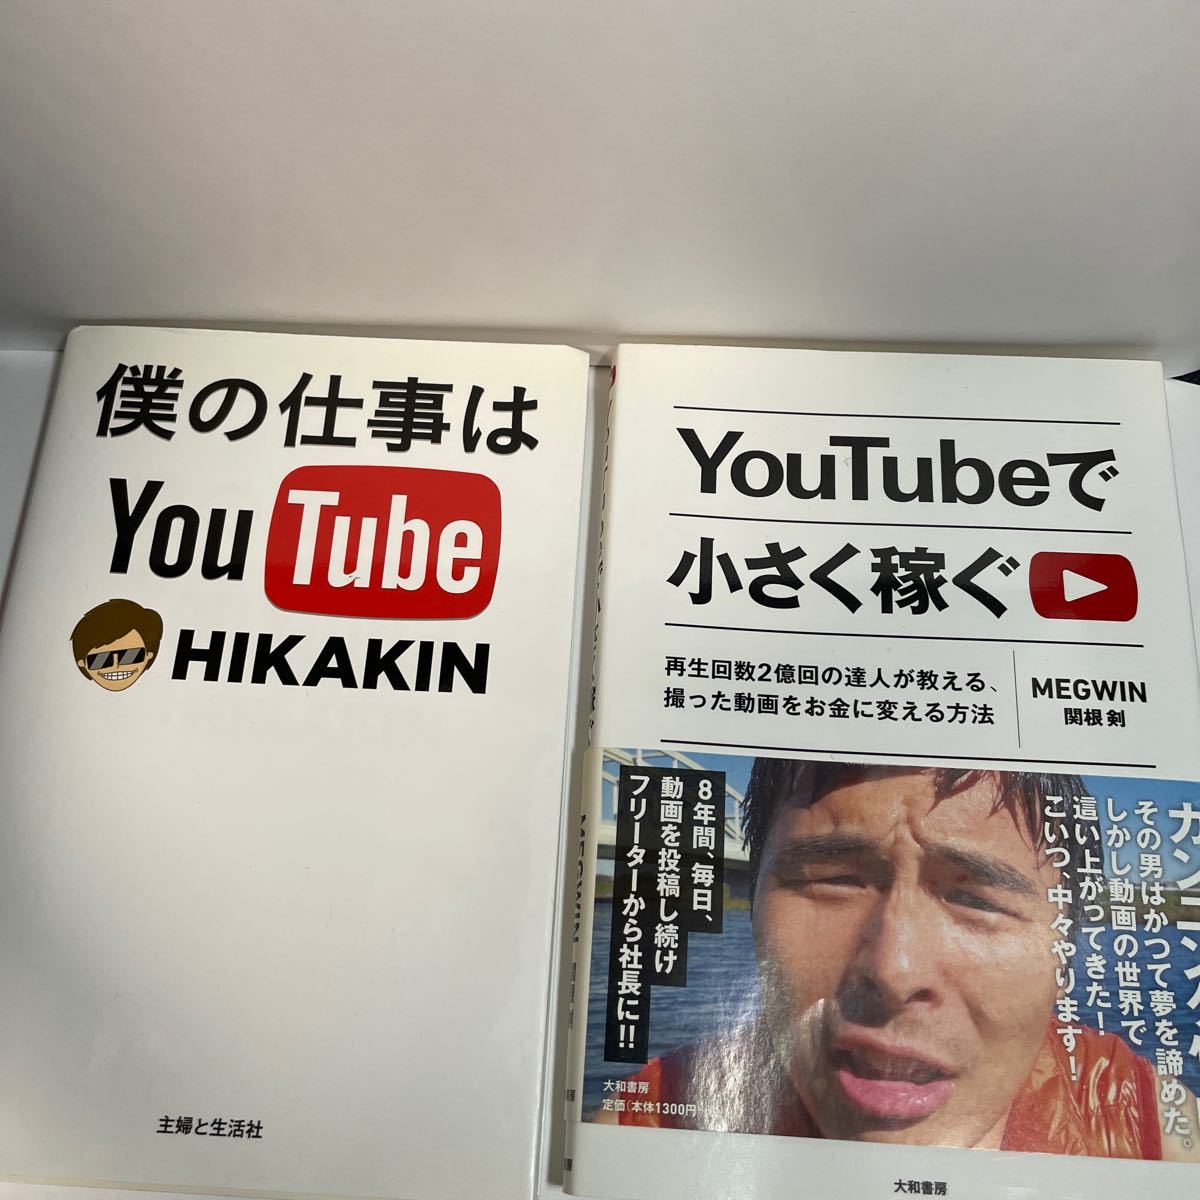 僕の仕事は
YouTube
HIKAKIN
主婦と生活社
YouTubeで
小さく稼ぐ
再生回数2億回の達人が教える、
撮った動画をお金に変える方法
MEGWIN
関根 剣
8年間、毎日、
動画を投稿し続け
フリーターから社長に!!
その男はかつて夢を諦めた。
しかし動画の世界で
這い上がってきた!
こいつ、中々やります!
大和書房
定価(本体1300円
大和書房
MEGWIN